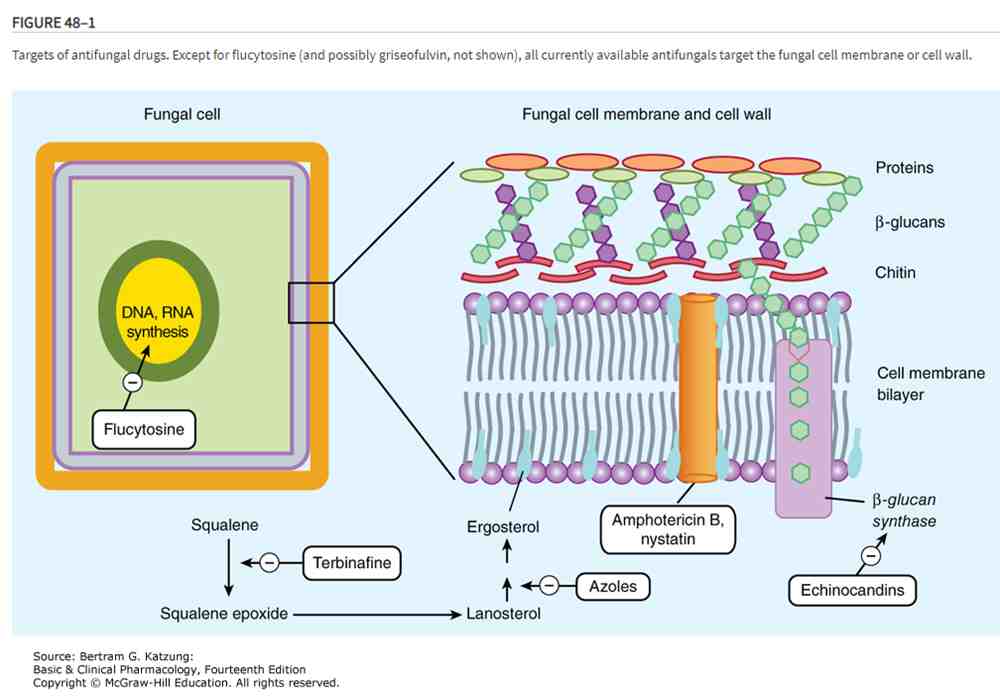 FIGURE 48–1
Targets of antifungal drugs. Except for flucytosine (and possibly griseofulvin, not shown), all currently available antifungals target the fungal cell membrane or cell wall.
Fungal cell
Fungal cell membrane and cell wall
Proteins
β-glucans
Chitin
DNA, RNA
synthesis
−
Flucytosine
Cell membrane
bilayer
β-glucan
synthase
Squalene
Ergosterol
Amphotericin B,
nystatin
−
Terbinafine
−
Azoles
−
Echinocandins
Squalene epoxide
Lanosterol
Source: Bertram G. Katzung:
Basic & Clinical Pharmacology, Fourteenth Edition
Copyright © McGraw-Hill Education. All rights reserved.